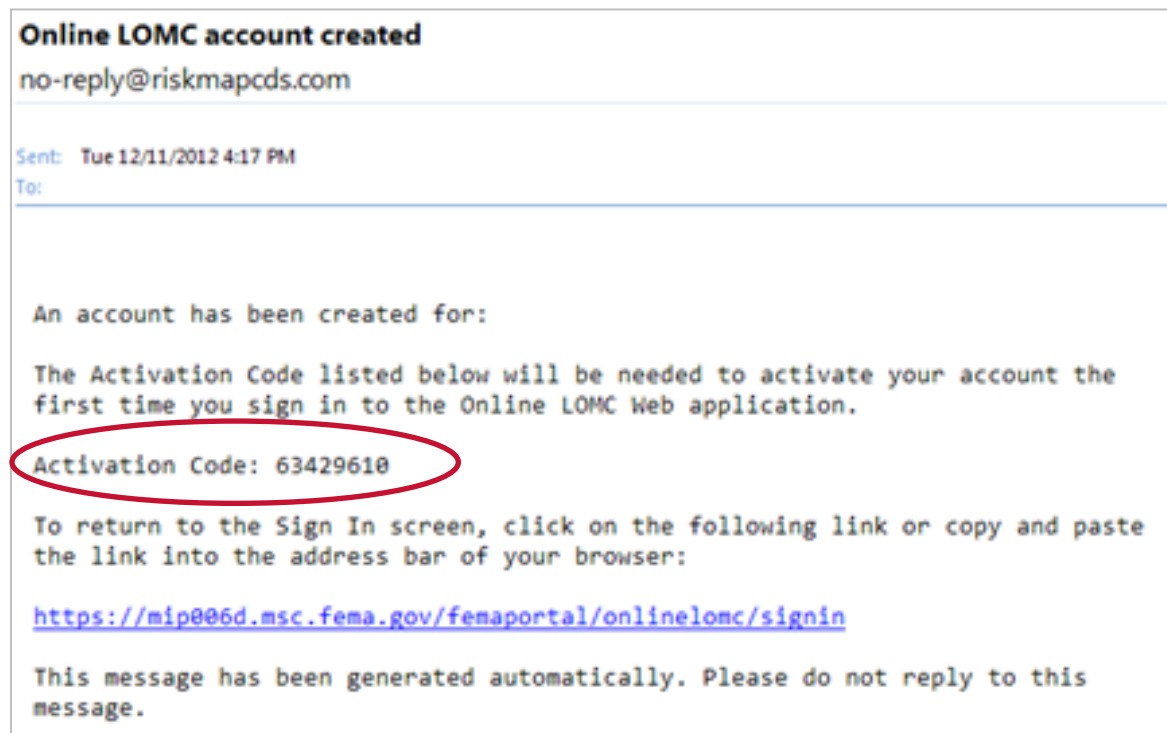 Online LOMC account created
no-reply@riskmapcds.com
Sent: Tue 12/11/2012 4:17 PM
To:
An account has been created for:
The Activation Code listed below will be needed to activate your account the
first time you sign in to the Online LOMC Web application.
Activation Code: 63429610
To return to the Sign In screen, click on the following link or copy and paste
the link into the address bar of your browser:
https://mip006d.msc.fema.gov/femaportal/onlinelomc/signin
This message has been generated automatically. Please do not reply to this
message.